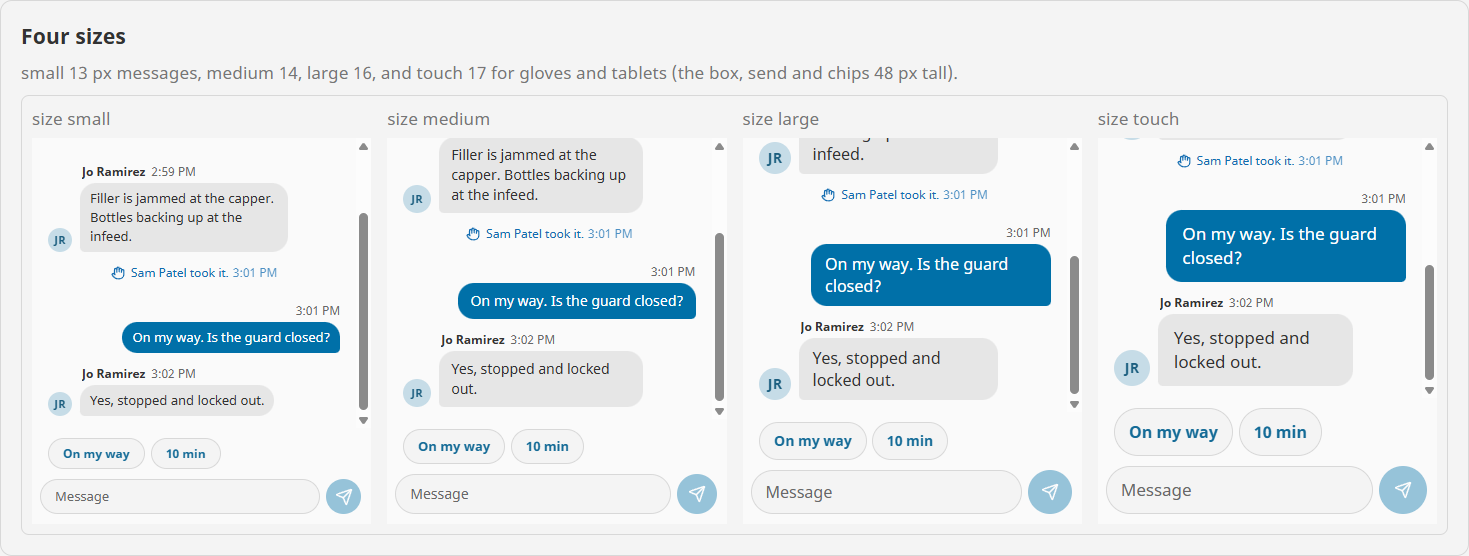 Four sizes
small 13 px messages, medium 14, large 16, and touch 17 for gloves and tablets (the box, send and chips 48 px tall).
size small
Jo Ramirez 2:59 PM
Filler is jammed at the capper.
Bottles backing up at the
infeed.
JR
Sam Patel took it. 3:01 PM
3:01 PM
On my way. Is the guard closed?
Jo Ramirez 3:02 PM
JR
Yes, stopped and locked out.
On my way
10 min
Message
size medium
Filler is jammed at the
capper. Bottles backing up
at the infeed.
JR
Sam Patel took it. 3:01 PM
3:01 PM
On my way. Is the guard closed?
Jo Ramirez 3:02 PM
Yes, stopped and locked
out.
JR
On my way
10 min
Message
size large
infeed.
JR
Sam Patel took it. 3:01 PM
3:01 PM
On my way. Is the guard
closed?
Jo Ramirez 3:02 PM
Yes, stopped and
locked out.
JR
On my way
10 min
Message
size touch
Sam Patel took it. 3:01 PM
3:01 PM
On my way. Is the guard
closed?
Jo Ramirez 3:02 PM
Yes, stopped and
locked out.
JR
On my way
10 min
Message